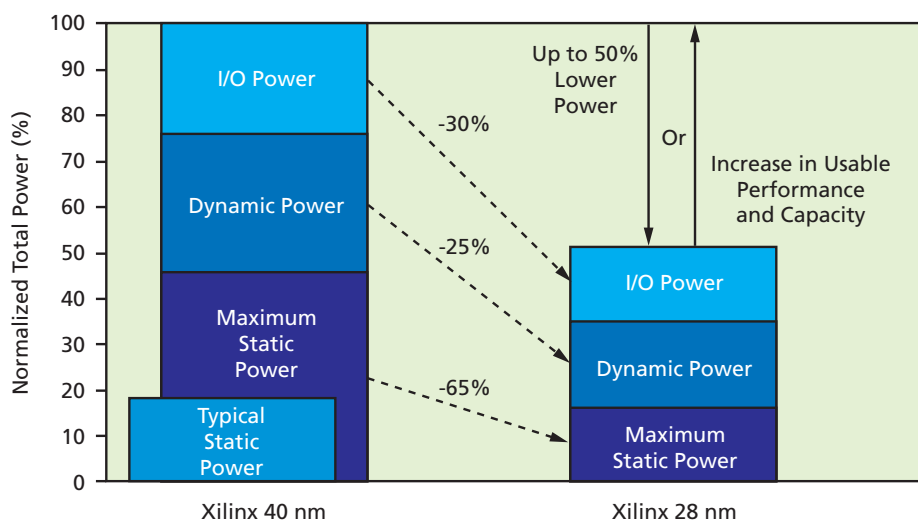 Normalized Total Power (%)
100
90
80
70
60
50
40
30
20
10
0
I/O Power
Dynamic Power
Maximum
Static
Power
Typical
Static
Power
-30%
-25%
-65%
Up to 50%
Lower
Power
Or
Increase in Usable
Performance
and Capacity
I/O Power
Dynamic Power
Maximum
Static Power
Xilinx 40 nm
Xilinx 28 nm